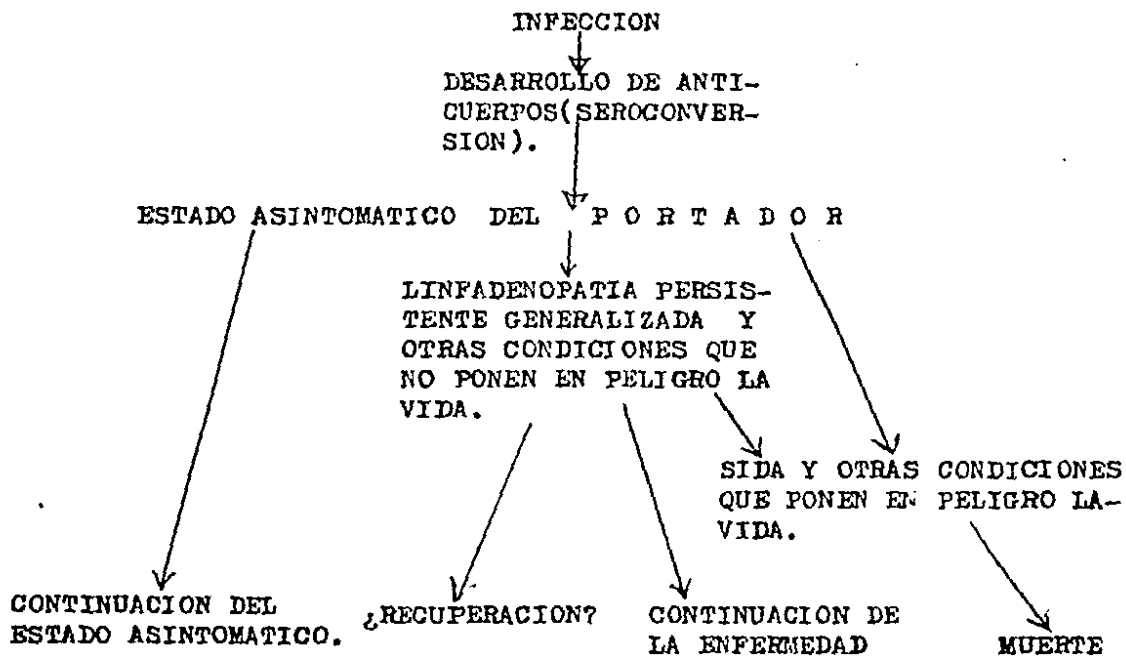 INFECCION
DESARROLLO DE ANTI-
CUERPOS(SEROCONVER-
SION).
ESTADO ASINTOMATICO DEL P O R T A D O R
LINFADENOPATIA PERSIS-
TENTE GENERALIZADA Y
OTRAS CONDICIONES QUE
NO PONEN EN PELIGRO LA
VIDA.
SIDA Y OTRAS CONDICIONES
QUE PONEN EN PELIGRO LA-
VIDA.
CONTINUACION DEL
ESTADO ASINTOMATICO.
¿RECUPERACION?
CONTINUACION DE
LA ENFERMEDAD
MUERTE